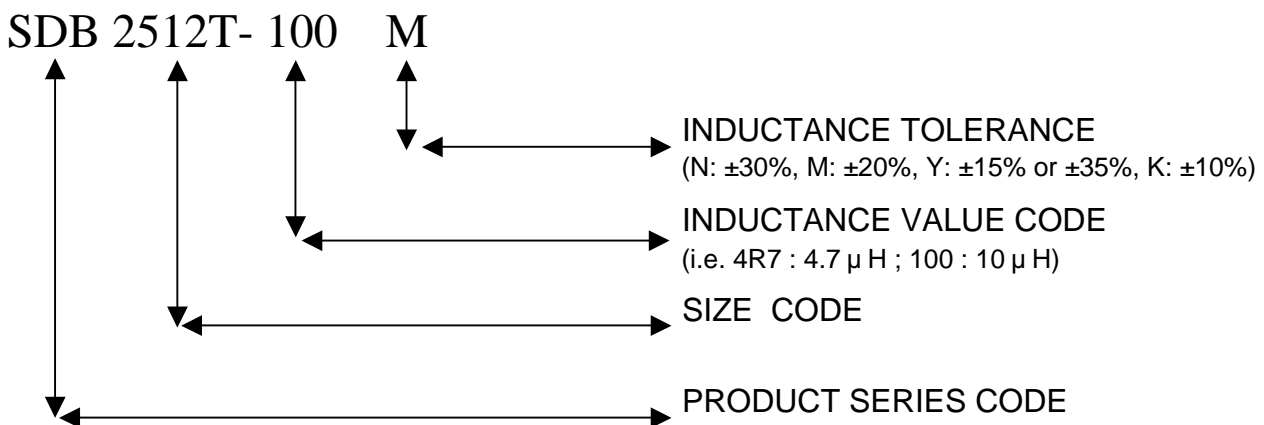 SDB 2512T- 100 M
INDUCTANCE TOLERANCE
(N: ±30%, M: ±20%, Y: ±15% or ±35%, K: ±10%)
INDUCTANCE VALUE CODE
(i.e. 4R7 : 4.7 µ H ; 100 : 10 µ H)
SIZE CODE
PRODUCT SERIES CODE